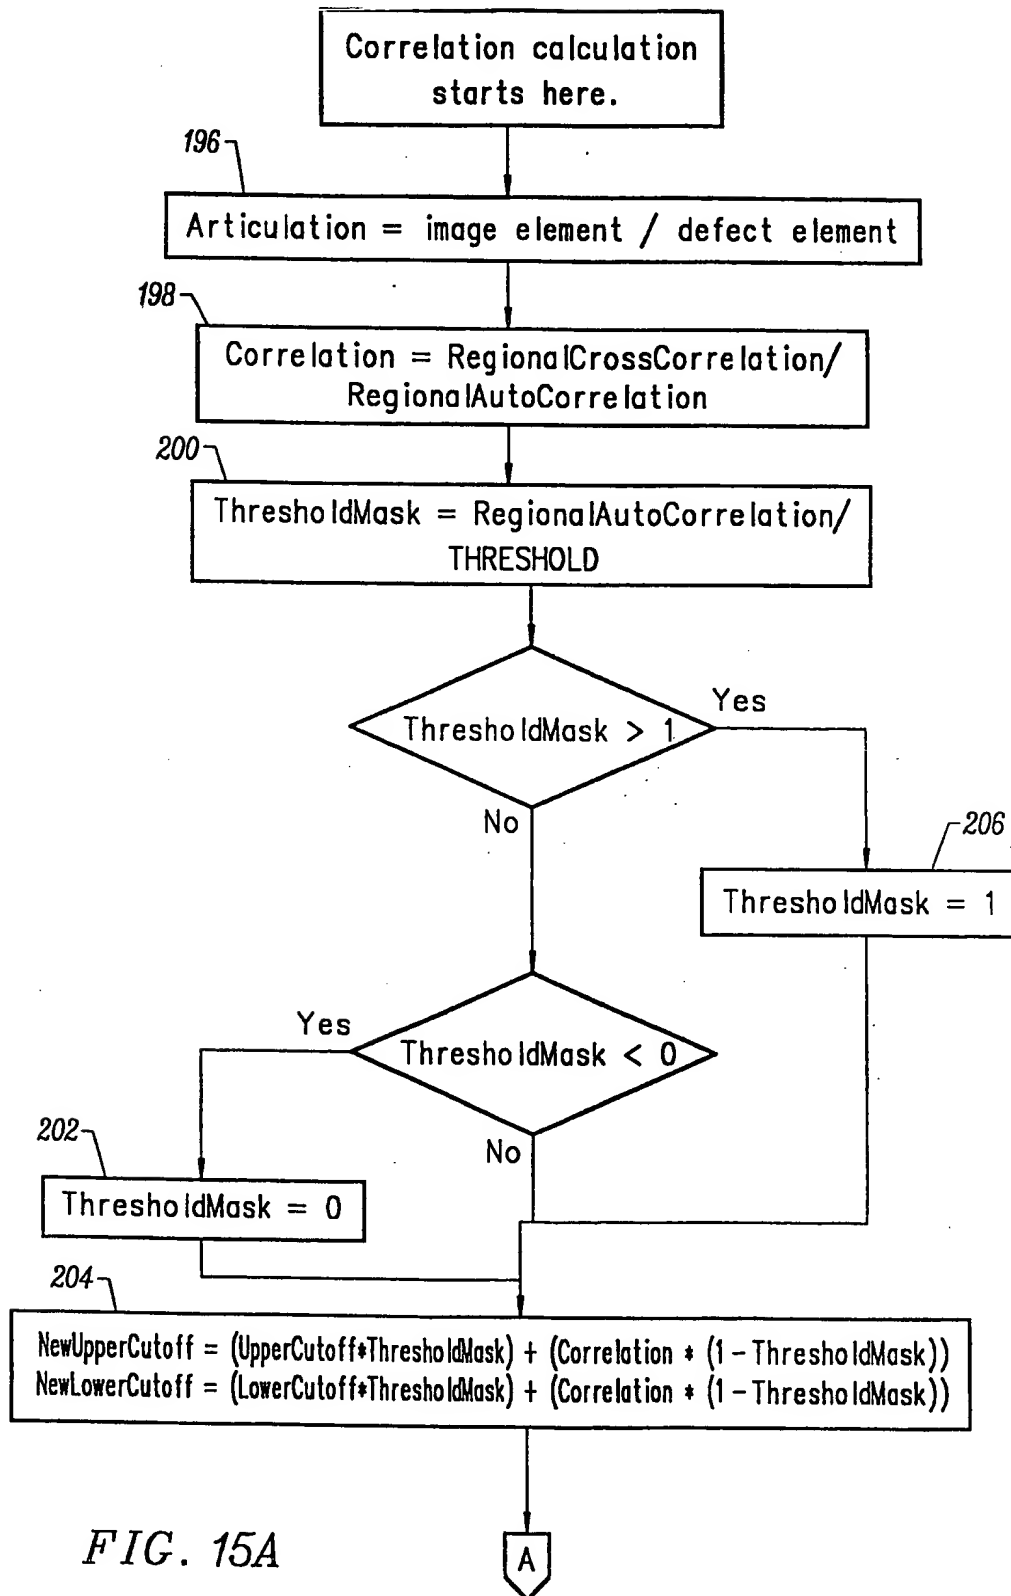 Correlation calculation
starts here.
196
Articulation = image element / defect element
198
Correlation = RegionalCrossCorrelation/
RegionalAutoCorrelation
200
ThresholdMask = RegionalAutoCorrelation/
THRESHOLD
ThresholdMask > 1
Yes
No
206
ThresholdMask = 1
Yes
ThresholdMask < 0
202
No
ThresholdMask = 0
204
NewUpperCutoff = (UpperCutoff*ThresholdMask) + (Correlation * (1 - ThresholdMask))
NewLowerCutoff = (LowerCutoff*ThresholdMask) + (Correlation * (1 - ThresholdMask))
FIG. 15A
A